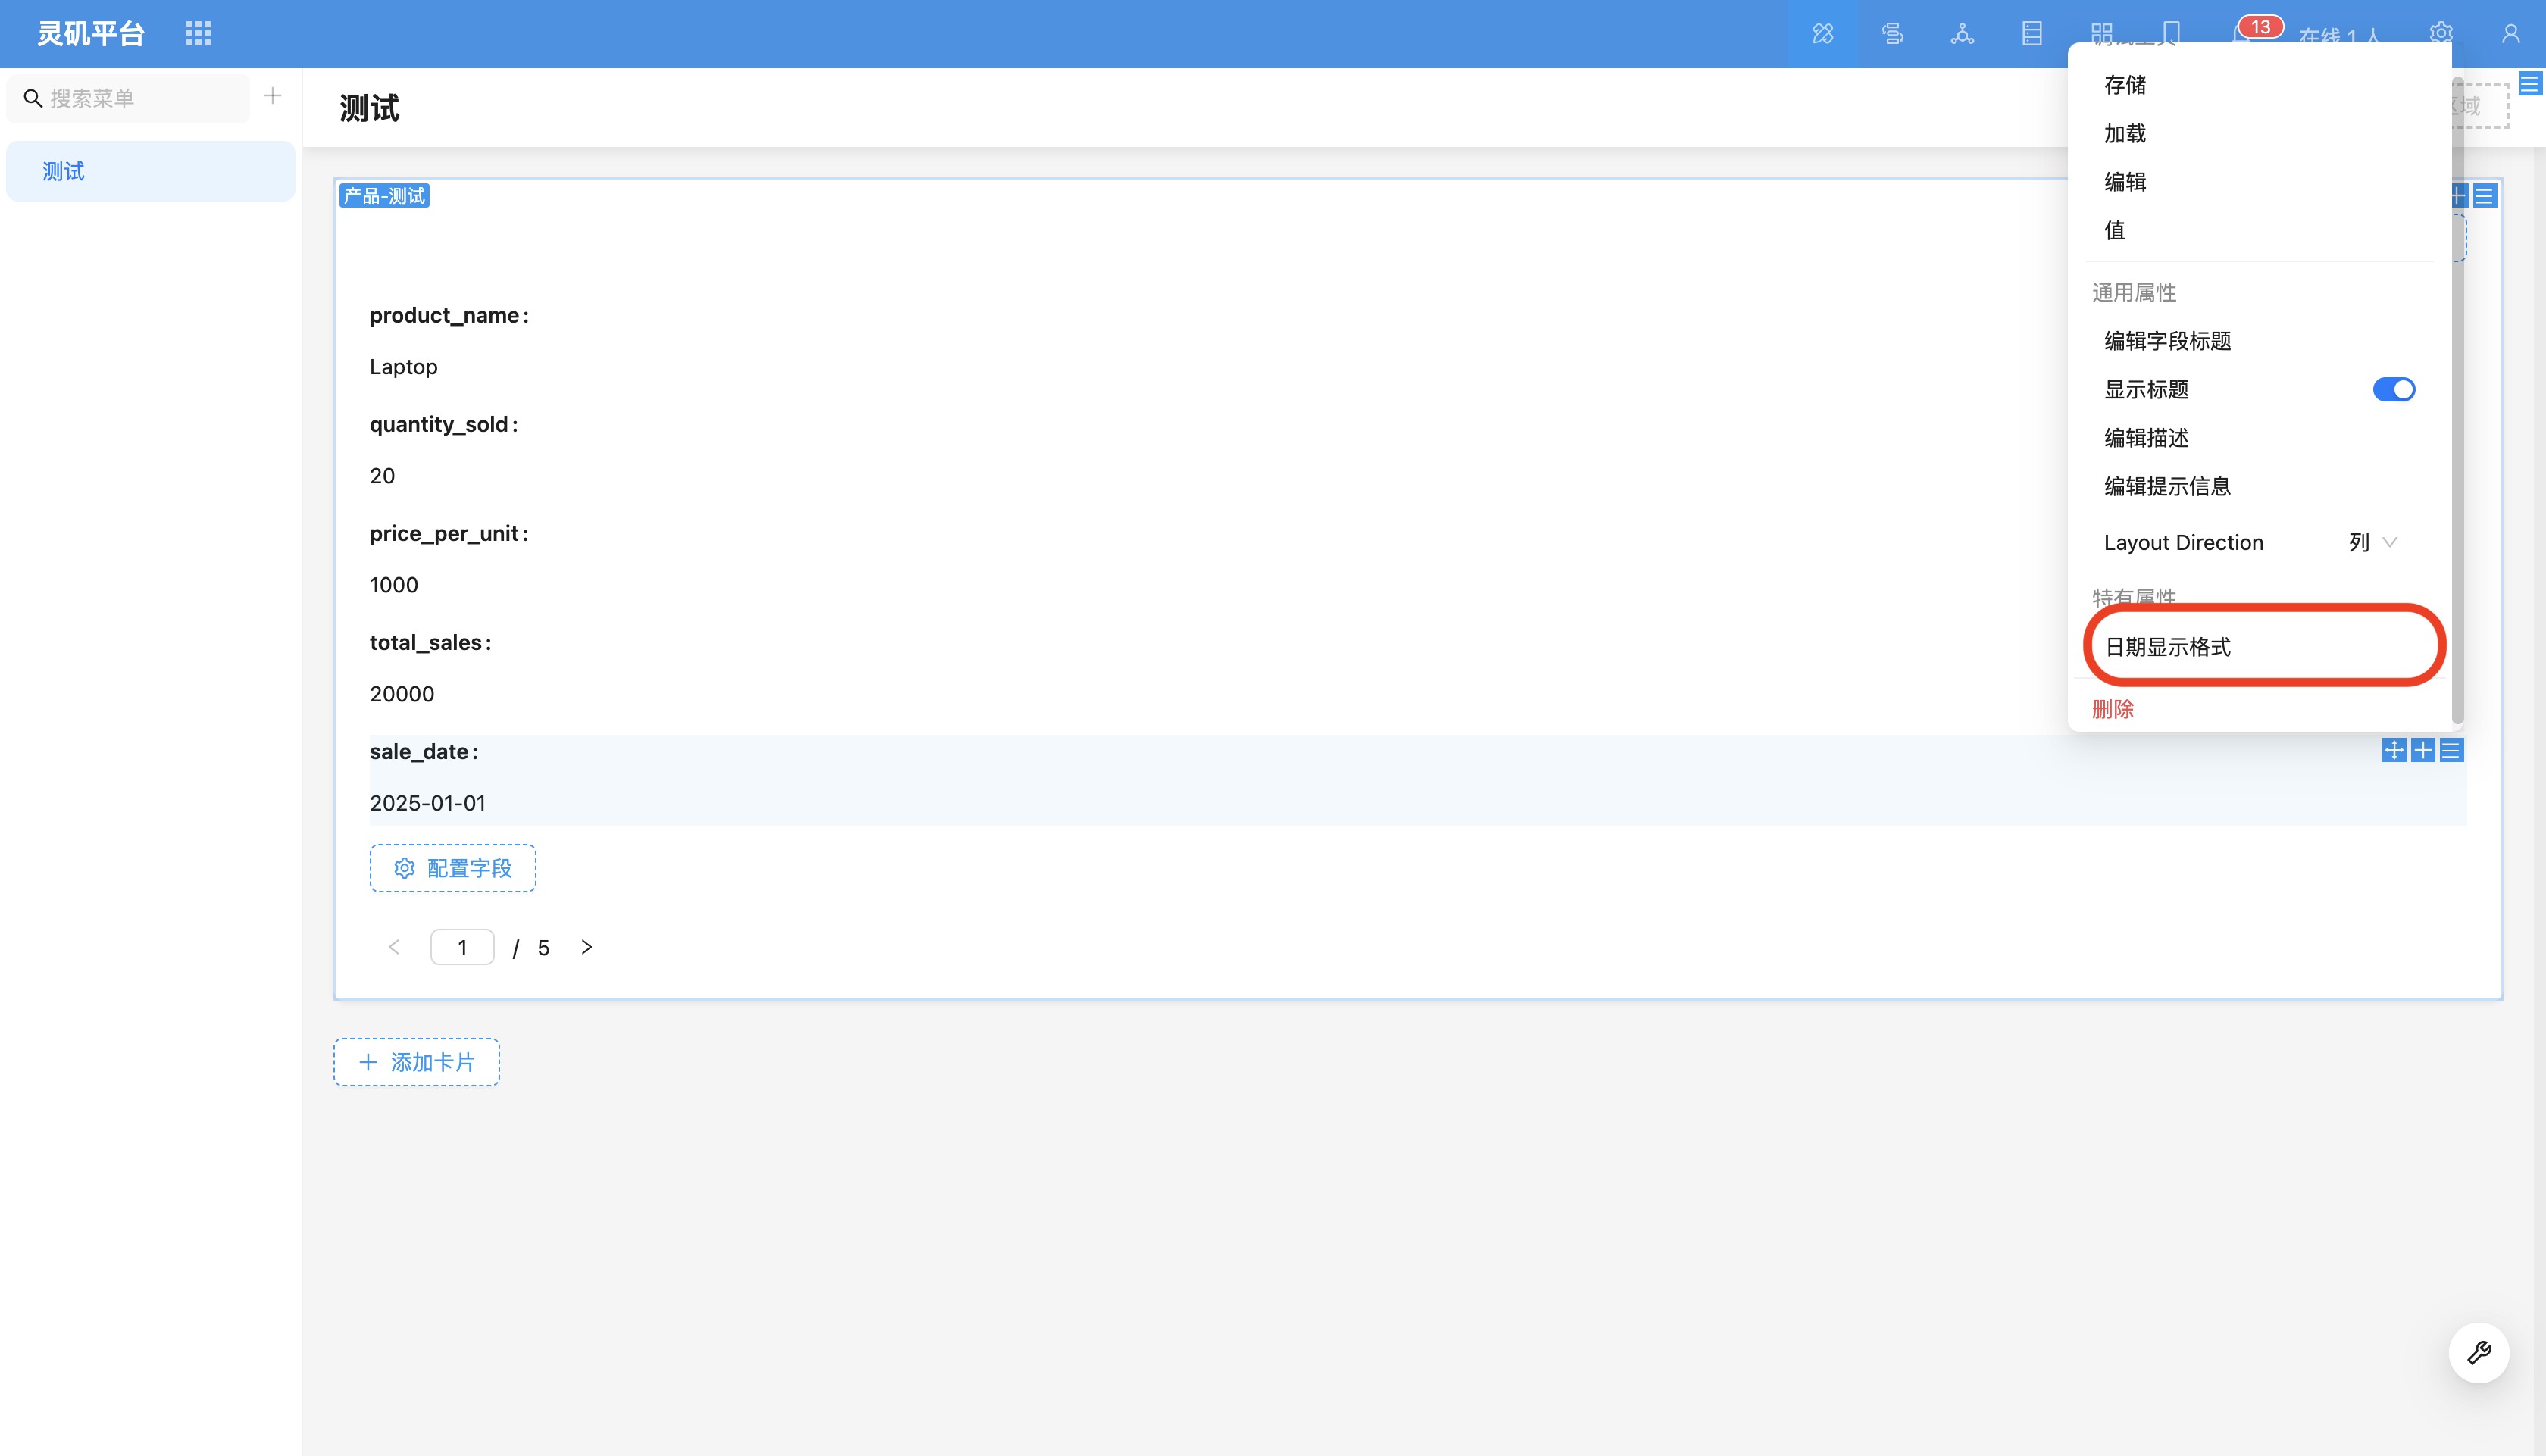 灵矶平台
13
在线 1 人
搜索菜单
测试
测试
区域
产品-测试
product_name:
Laptop
quantity_sold:
20
price_per_unit:
1000
total_sales:
20000
sale_date:
2025-01-01
配置字段
1 / 5
添加卡片
存储
加载
编辑
值
通用属性
编辑字段标题
显示标题
编辑描述
编辑提示信息
Layout Direction 列
特有属性
日期显示格式
删除